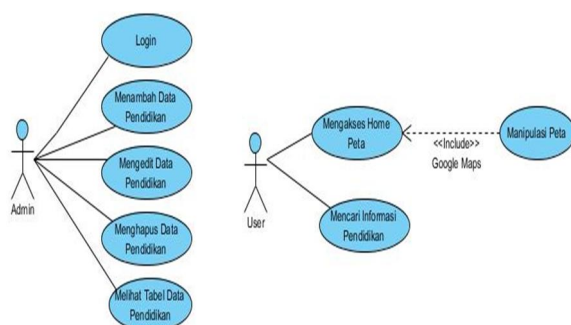 Login
Menambah Data
Pendidikan
Mengedit Data
Pendidikan
Menghapus Data
Pendidikan
Melihat Tabel Data
Pendidikan
Admin
Mengakses Home
Peta
<<Include>>
Google Maps
Manipulasi Peta
Mencari Informasi
Pendidikan
User